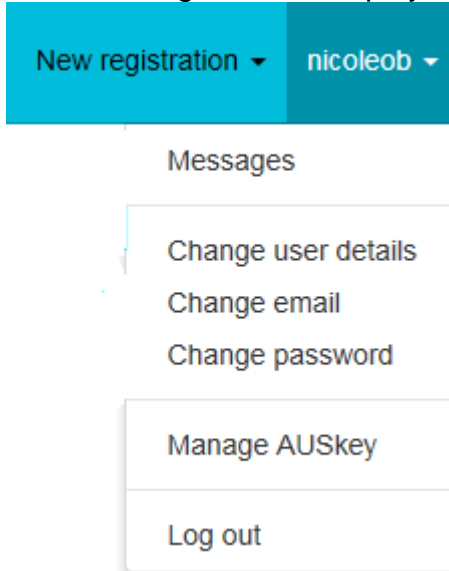 New registration nicoleob
Messages
Change user details
Change email
Change password
Manage AUSkey
Log out